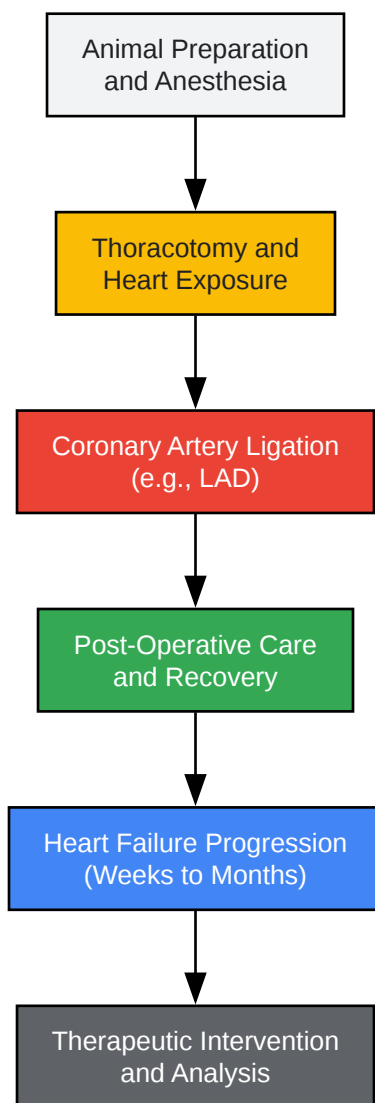 Animal Preparation
and Anesthesia
Thoracotomy and
Heart Exposure
Coronary Artery Ligation
(e.g., LAD)
Post-Operative Care
and Recovery
Heart Failure Progression
(Weeks to Months)
Therapeutic Intervention
and Analysis